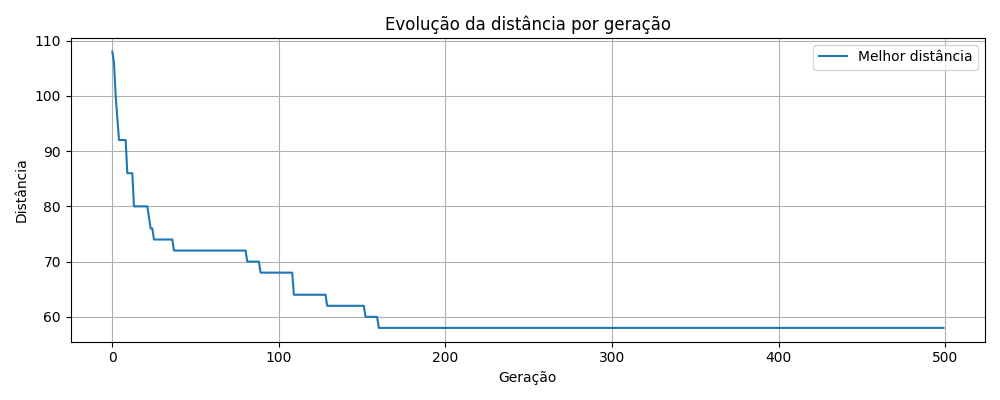 Evolução da distância por geração
Melhor distância
110
100
90
80
70
60
Distância
0 100 200 300 400 500
Geração